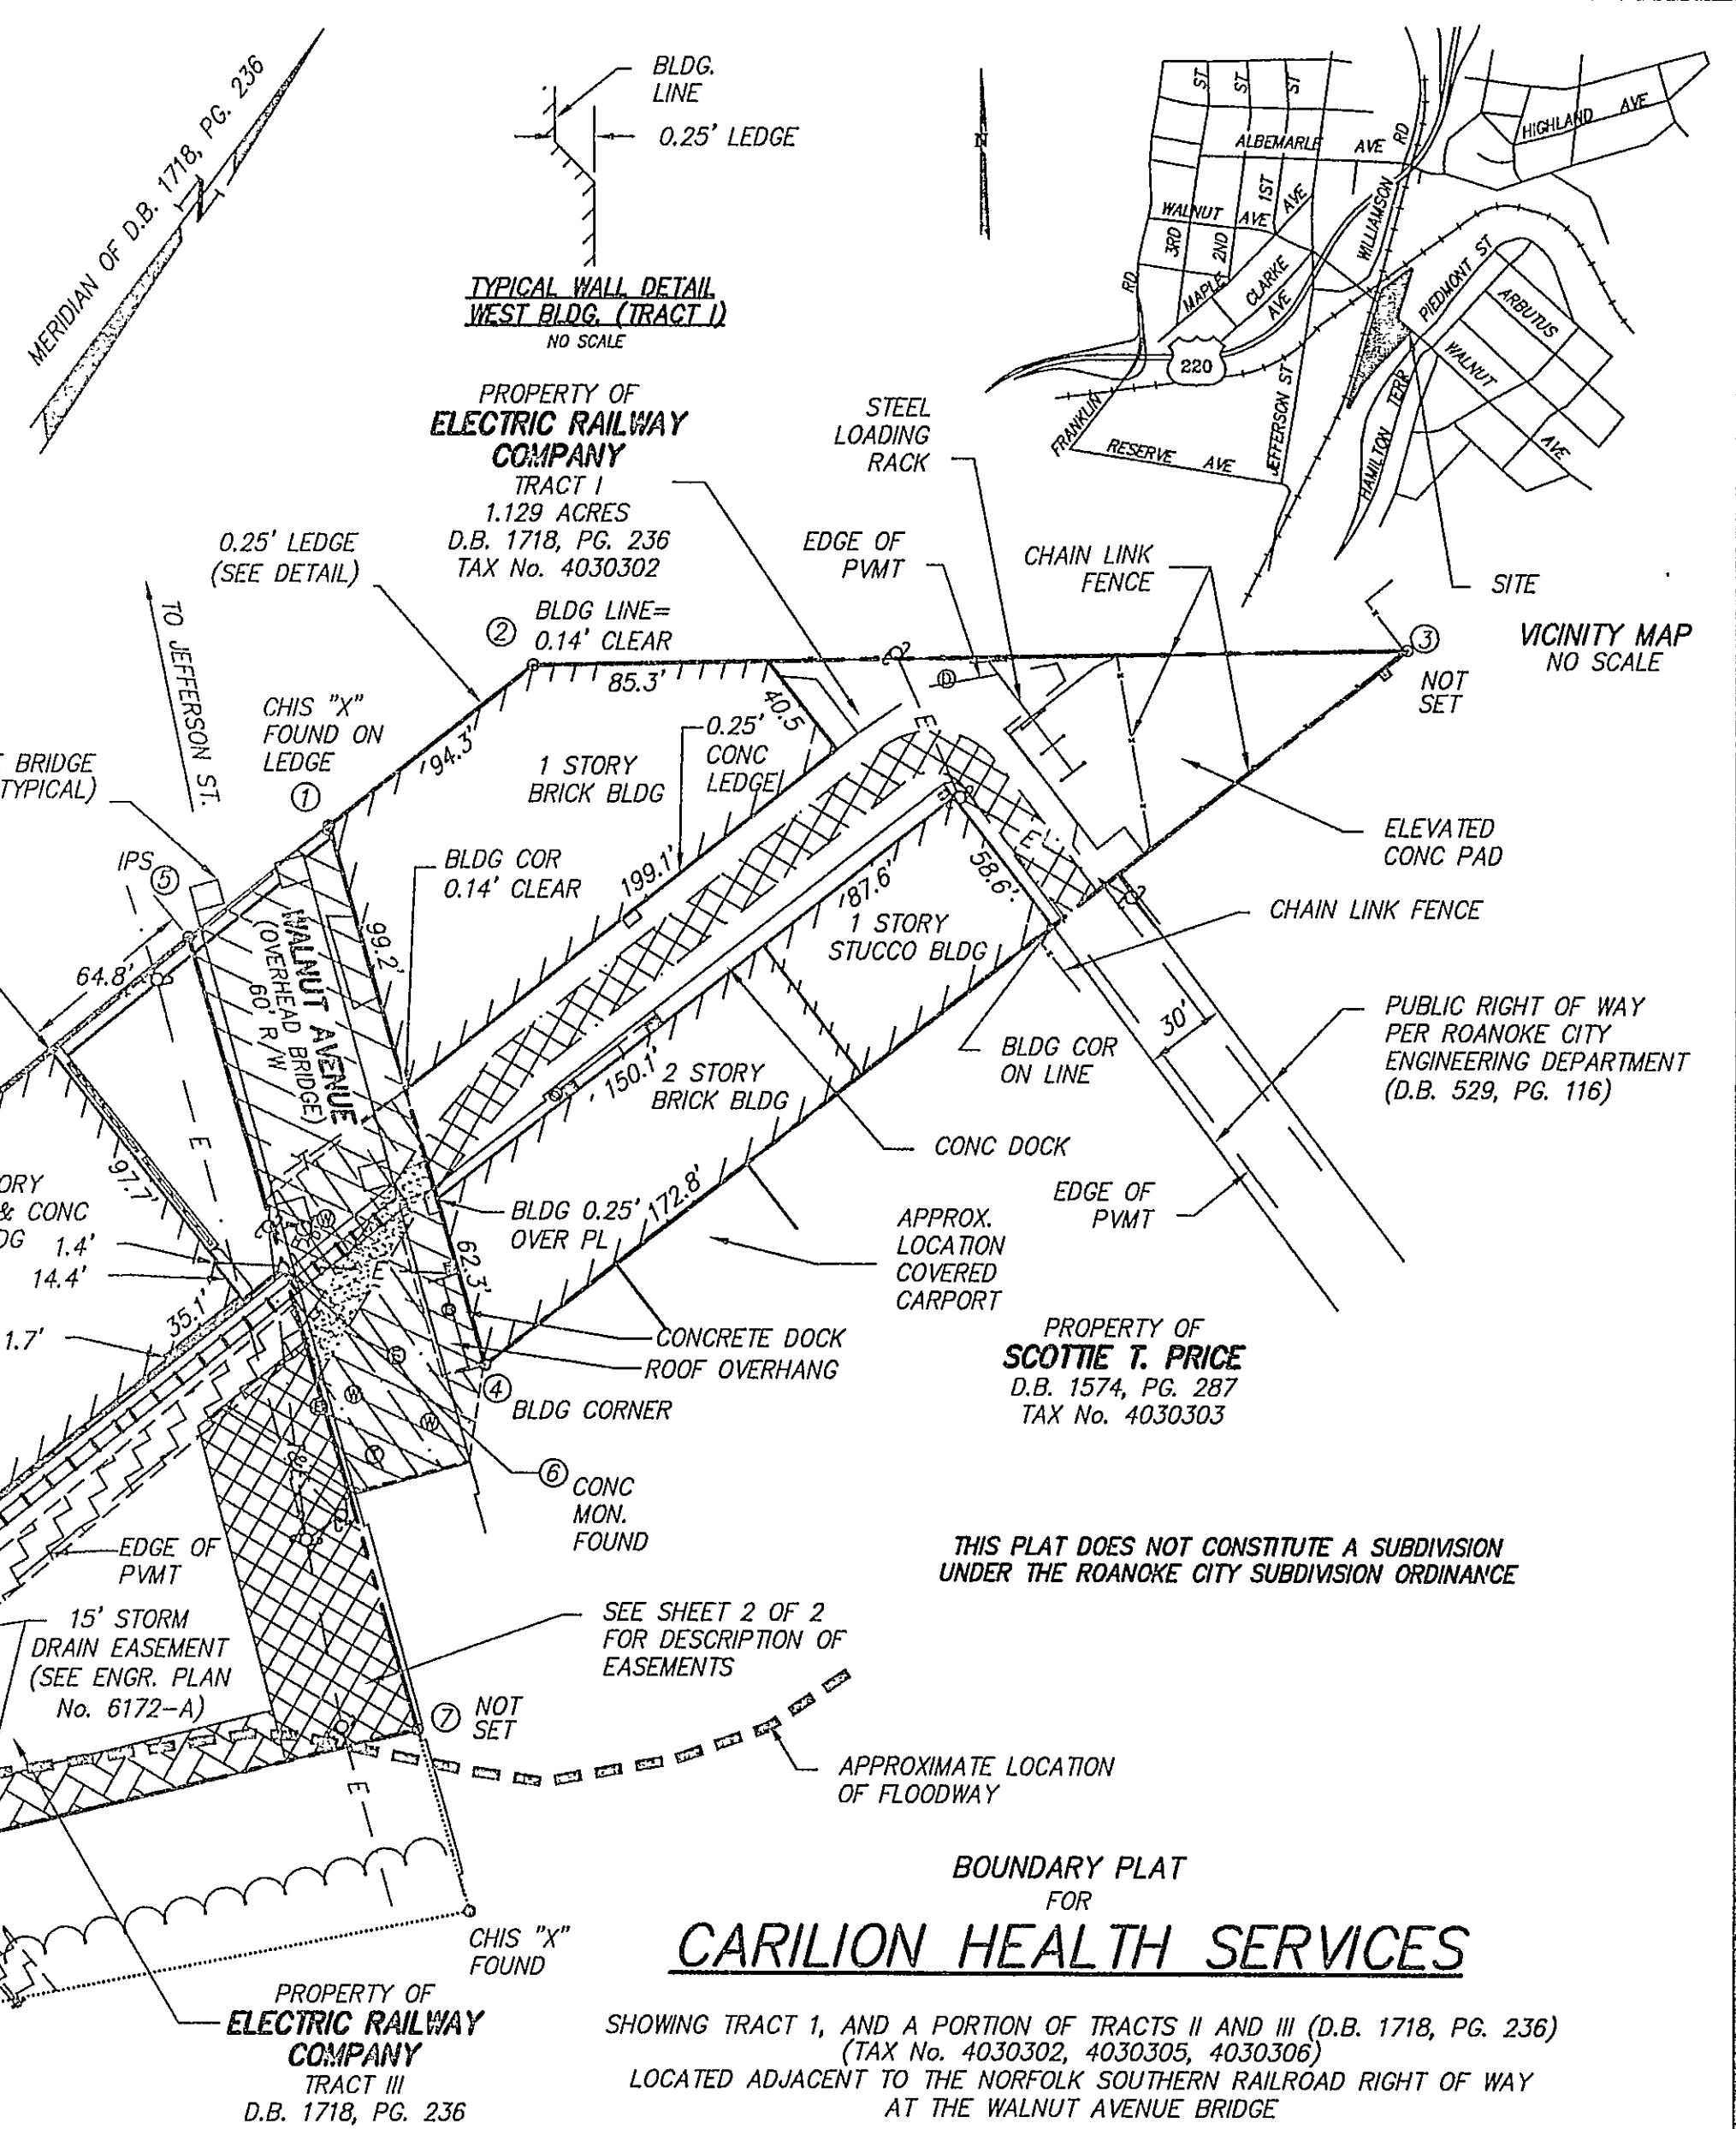 MERIDIAN OF D.B. 1718, PG. 236
BLDG.
LINE
0.25' LEDGE
TYPICAL WALL DETAIL
WEST BLDG. (TRACT I)
NO SCALE
N
ST
ST
ST
ALBEMARLE AVE
RD
HIGHLAND AVE
WALNUT AVE
1ST
AVE
3RD
2ND
WILLIAMSON
MAPLE
CLARKE
AVE
RD
PIEDMONT ST
ARBUTUS
WALNUT
AVE
220
FRANKLIN
RESERVE AVE
JEFFERSON ST
HAMILTON TERR
SITE
VICINITY MAP
NO SCALE
PROPERTY OF
ELECTRIC RAILWAY
COMPANY
TRACT I
1.129 ACRES
D.B. 1718, PG. 236
TAX No. 4030302
STEEL
LOADING
RACK
EDGE OF
PVMT
CHAIN LINK
FENCE
0.25' LEDGE
(SEE DETAIL)
TO JEFFERSON ST.
2
BLDG LINE=
0.14' CLEAR
3
NOT
SET
85.3'
40.5
D
E
CHIS "X"
FOUND ON
LEDGE
1
94.3'
1 STORY
BRICK BLDG
0.25'
CONC
LEDGE
BRIDGE
TYPICAL)
IPS
5
BLDG COR
0.14' CLEAR
199.1'
87.6'
58.6'
E
ELEVATED
CONC PAD
1 STORY
STUCCO BLDG
CHAIN LINK FENCE
64.8'
WALNUT AVENUE
(OVERHEAD BRIDGE)
60' R W
99.2'
30'
PUBLIC RIGHT OF WAY
PER ROANOKE CITY
ENGINEERING DEPARTMENT
(D.B. 529, PG. 116)
BLDG COR
ON LINE
150.1'
2 STORY
BRICK BLDG
CONC DOCK
E
97.7'
ORY
& CONC
DG
1.4'
14.4'
W
BLDG 0.25'
OVER PL
172.8'
EDGE OF
PVMT
APPROX.
LOCATION
COVERED
CARPORT
E
62.3'
35.1'
1.7'
CONCRETE DOCK
ROOF OVERHANG
PROPERTY OF
SCOTTIE T. PRICE
D.B. 1574, PG. 287
TAX No. 4030303
4
BLDG CORNER
W
W
6
CONC
MON.
FOUND
EDGE OF
PVMT
THIS PLAT DOES NOT CONSTITUTE A SUBDIVISION
UNDER THE ROANOKE CITY SUBDIVISION ORDINANCE
15' STORM
DRAIN EASEMENT
(SEE ENGR. PLAN
No. 6172-A)
SEE SHEET 2 OF 2
FOR DESCRIPTION OF
EASEMENTS
7
NOT
SET
E
APPROXIMATE LOCATION
OF FLOODWAY
CHIS "X"
FOUND
BOUNDARY PLAT
FOR
CARILION HEALTH SERVICES
PROPERTY OF
ELECTRIC RAILWAY
COMPANY
TRACT III
D.B. 1718, PG. 236
SHOWING TRACT 1, AND A PORTION OF TRACTS II AND III (D.B. 1718, PG. 236)
(TAX No. 4030302, 4030305, 4030306)
LOCATED ADJACENT TO THE NORFOLK SOUTHERN RAILROAD RIGHT OF WAY
AT THE WALNUT AVENUE BRIDGE